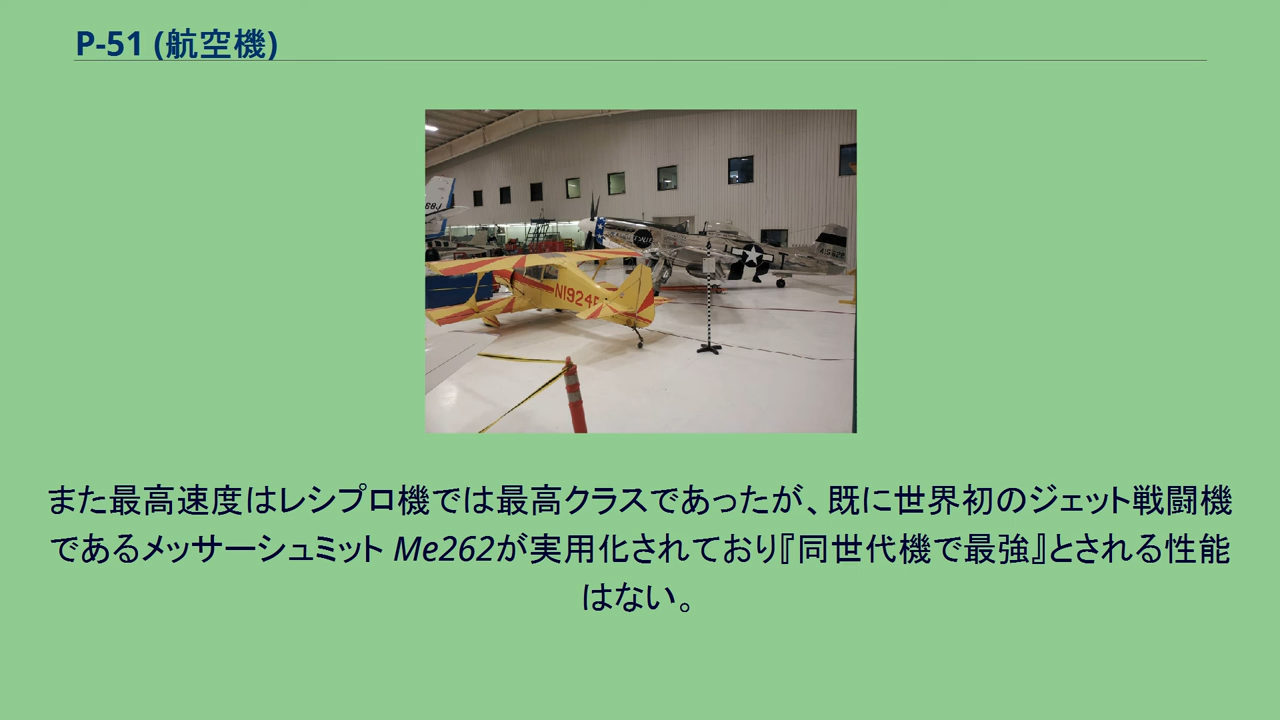 P-51 (航空機)
68J
N1924
また最高速度はレシプロ機では最高クラスであったが、既に世界初のジェット戦闘機
であるメッサーシュミット Me262が実用化されており『同世代機で最強』とされる性能
はない。